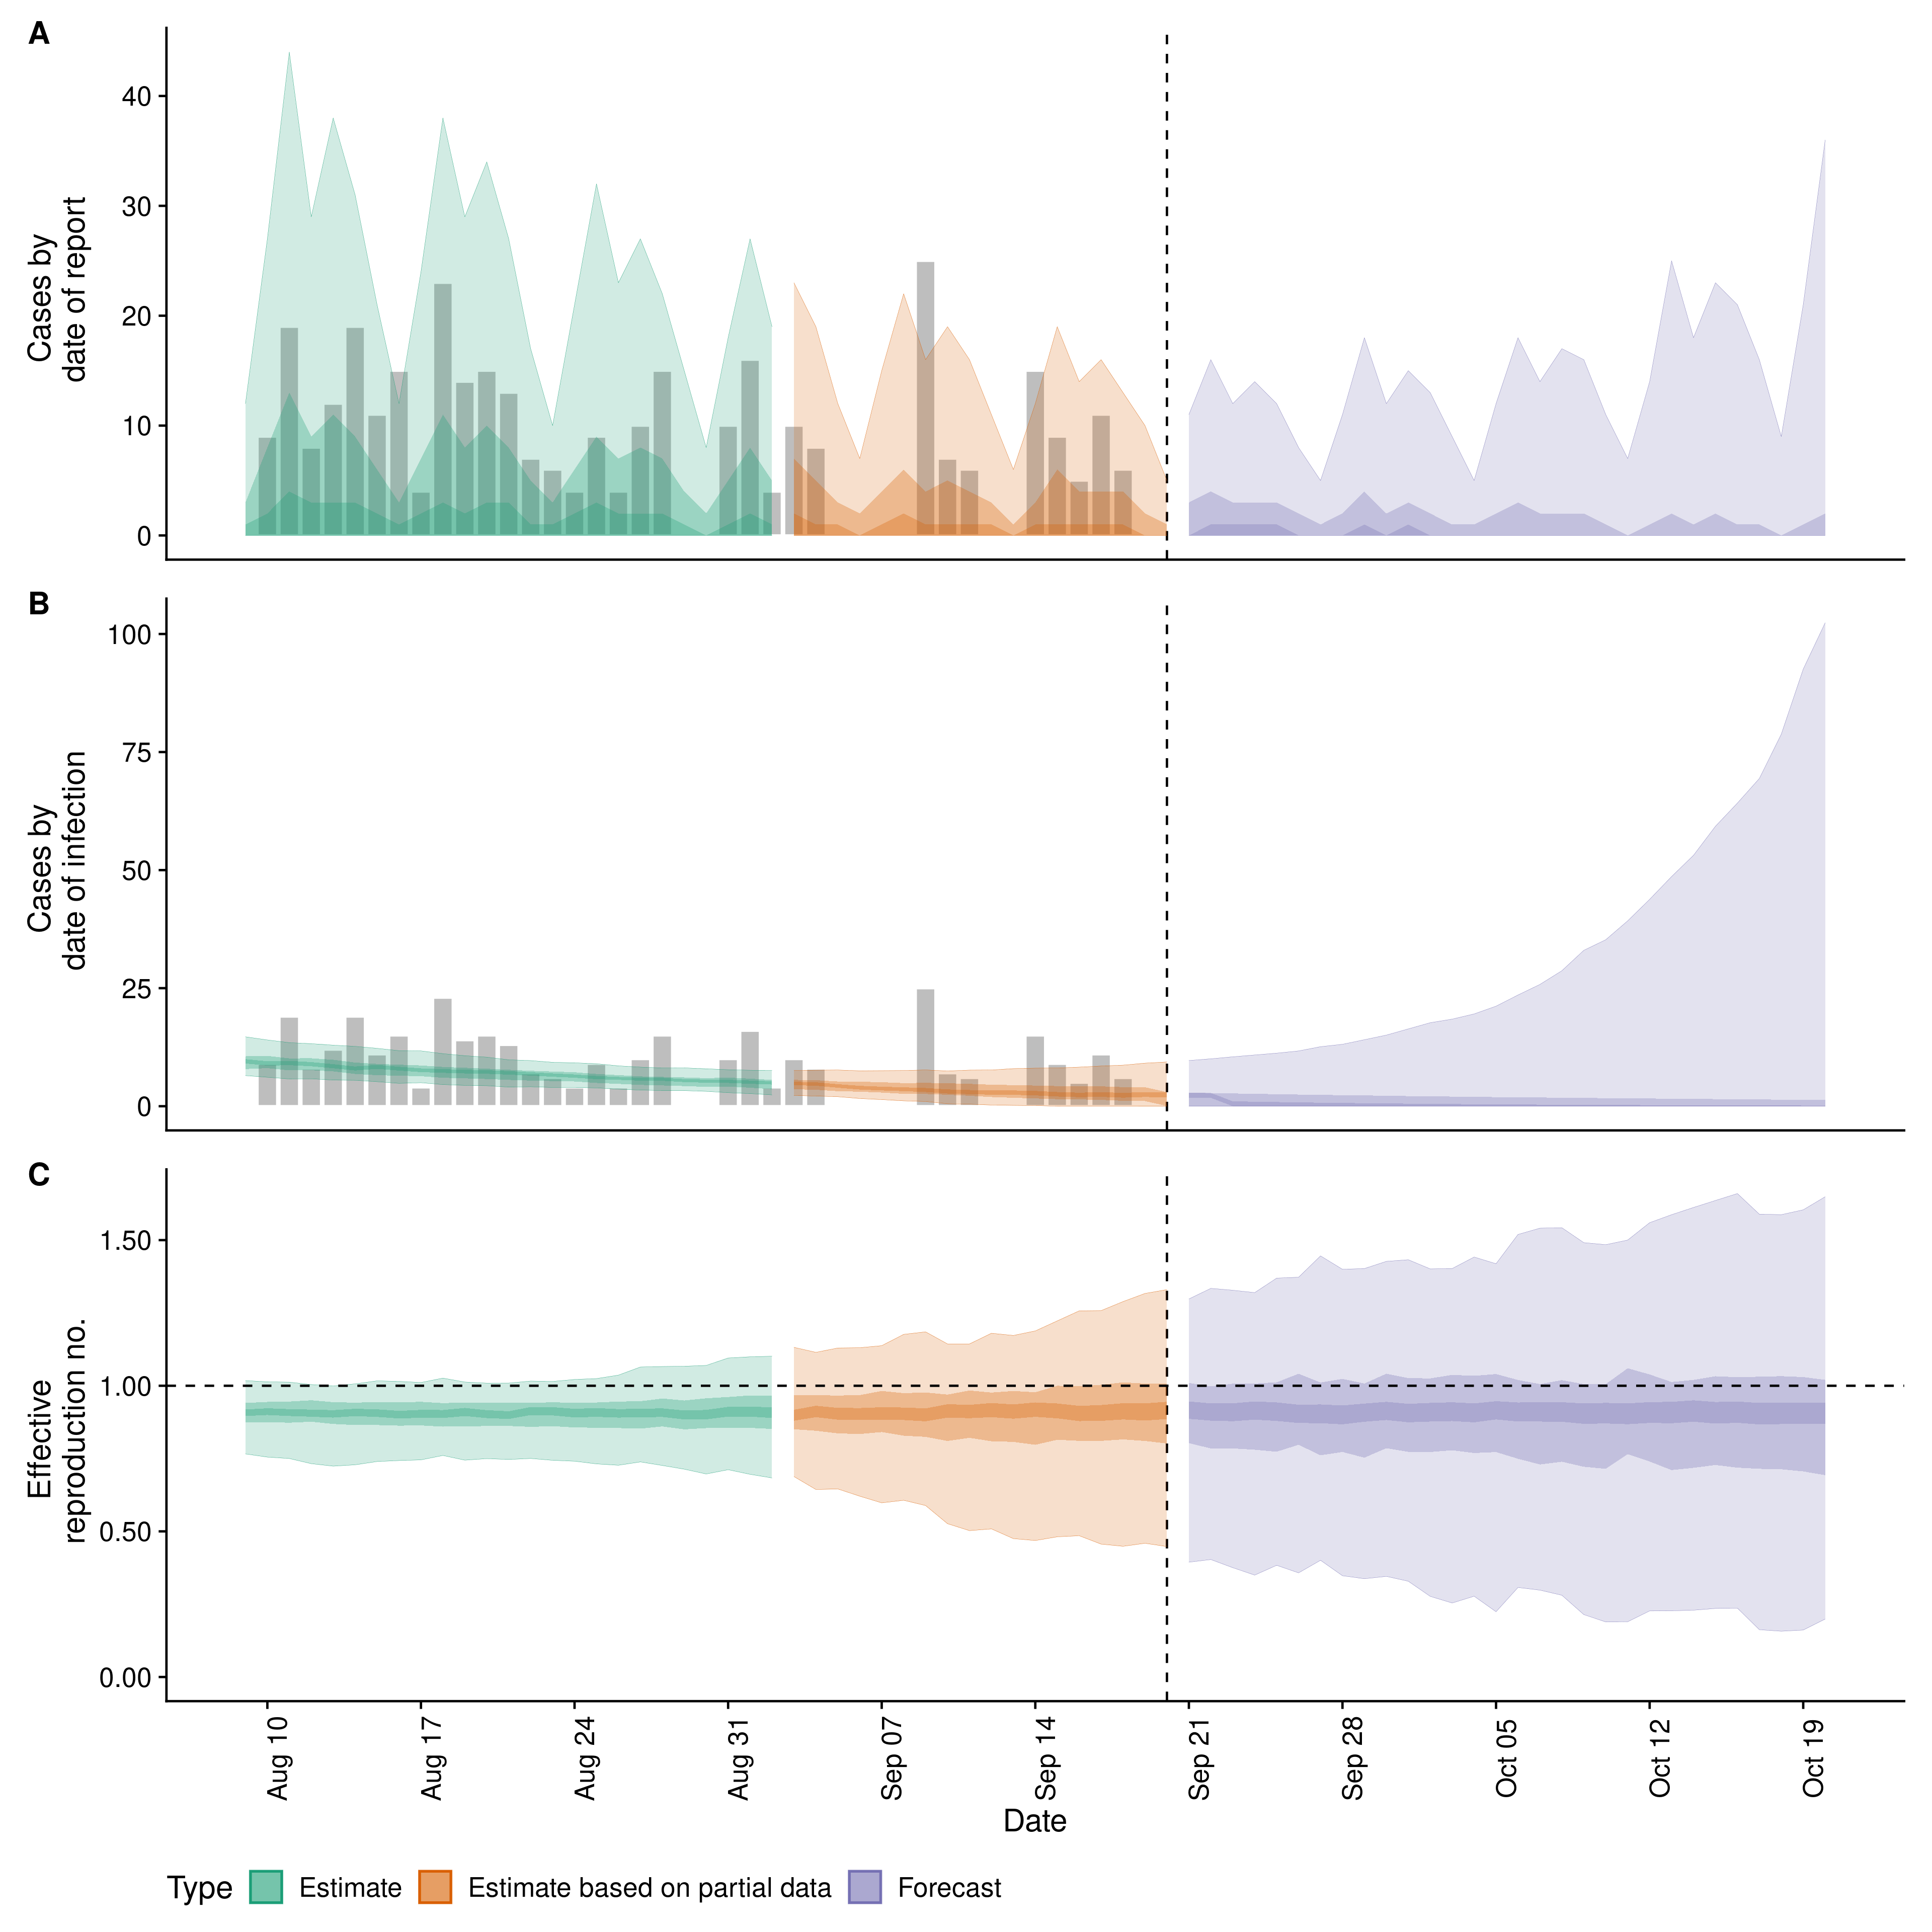 A
Cases by
date of report
40
30
20
10
0
B
Cases by
date of infection
100
75
50
25
0
C
Effective
reproduction no.
1.50
1.00
0.50
0.00
Aug 10
Aug 17
Aug 24
Aug 31
Sep 07
Sep 14
Sep 21
Sep 28
Oct 05
Oct 12
Oct 19
Date
Type Estimate Estimate based on partial data Forecast